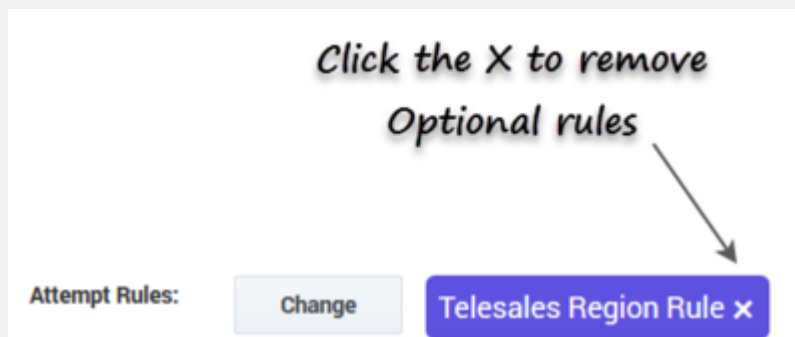 Click the X to remove
Optional rules
Attempt Rules: Change Telesales Region Rule ×